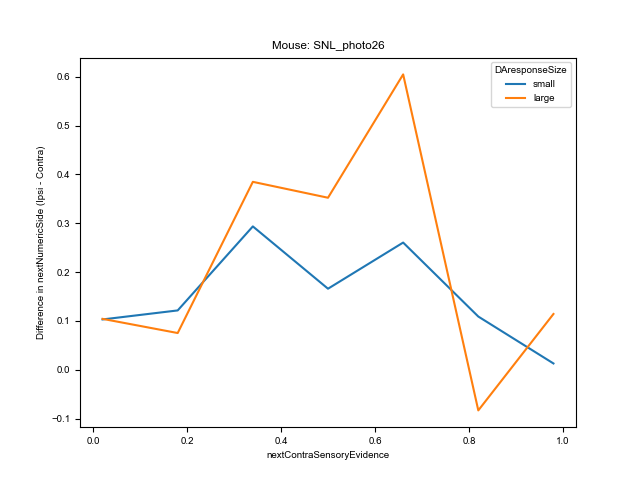 Mouse: SNL_photo26
DAresponseSize
small
large
Difference in nextNumericSide (Ipsi - Contra)
0.6
0.5
0.4
0.3
0.2
0.1
0.0
−0.1
0.0 0.2 0.4 0.6 0.8 1.0
nextContraSensoryEvidence